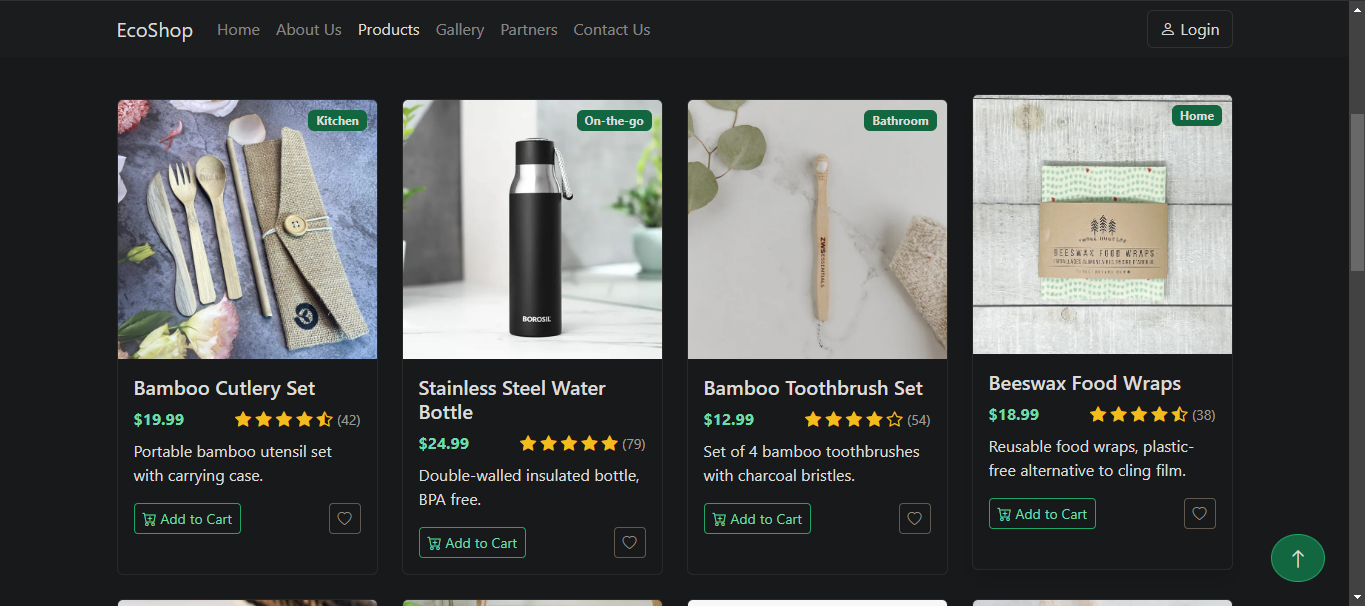 EcoShop Home About Us Products Gallery Partners Contact Us Login
Kitchen
On-the-go
Bathroom
Home
BOROSIL
ZWSESSENTIALS
BEESWAX FOOD WRAPS
Bamboo Cutlery Set
$19.99 (42)
Portable bamboo utensil set
with carrying case.
Add to Cart
Stainless Steel Water
Bottle
$24.99 (79)
Double-walled insulated bottle,
BPA free.
Add to Cart
Bamboo Toothbrush Set
$12.99 (54)
Set of 4 bamboo toothbrushes
with charcoal bristles.
Add to Cart
Beeswax Food Wraps
$18.99 (38)
Reusable food wraps, plastic-
free alternative to cling film.
Add to Cart